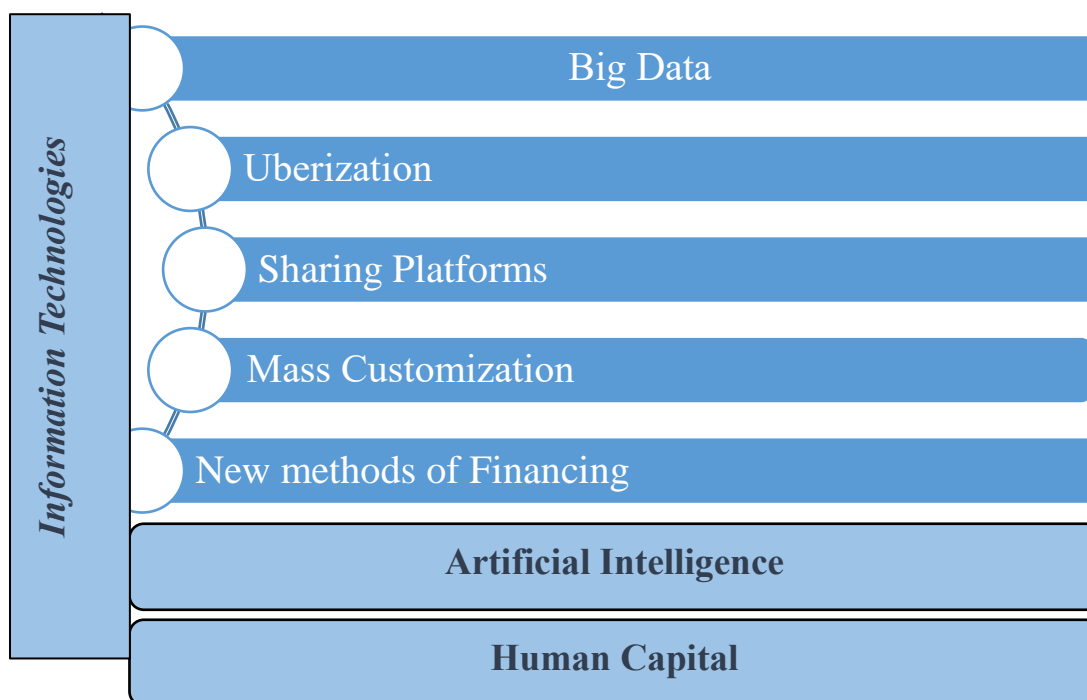 Information Technologies
Big Data
Uberization
Sharing Platforms
Mass Customization
New methods of Financing
Artificial Intelligence
Human Capital